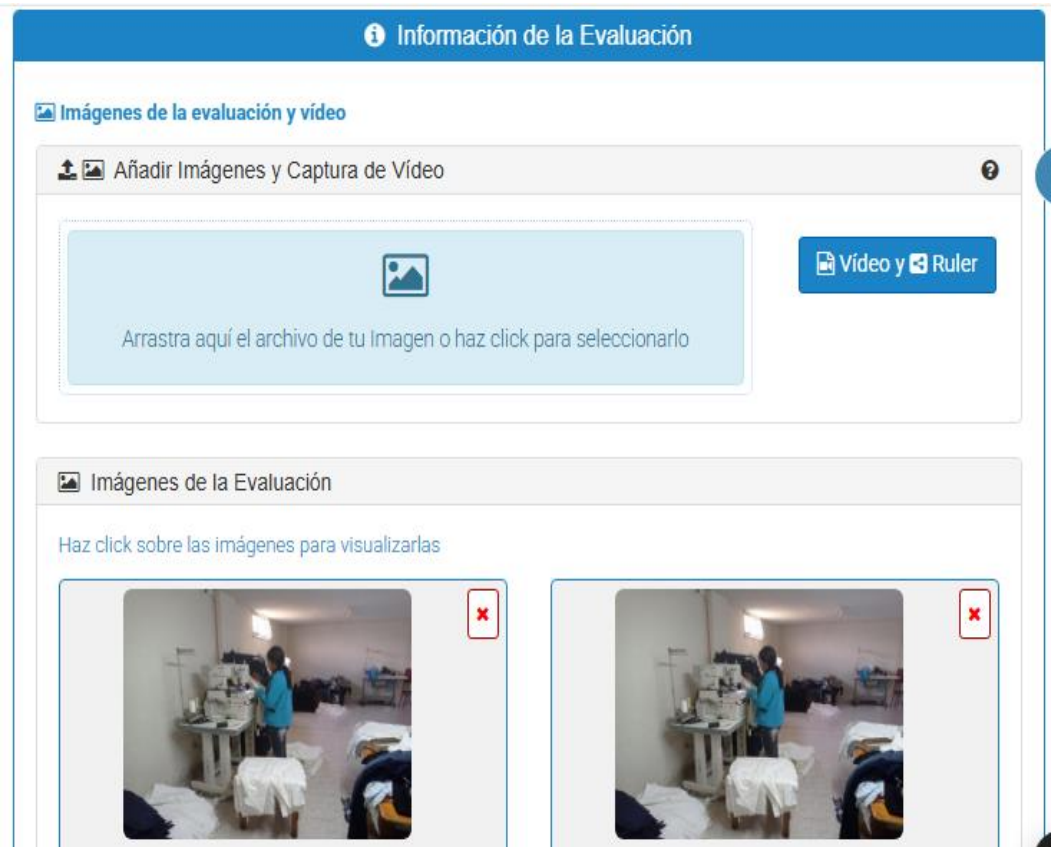 Información de la Evaluación
Imágenes de la evaluación y vídeo
Añadir Imágenes y Captura de Vídeo
Arrastra aquí el archivo de tu Imagen o haz click para seleccionarlo
Vídeo y Ruler
Imágenes de la Evaluación
Haz click sobre las imágenes para visualizarlas